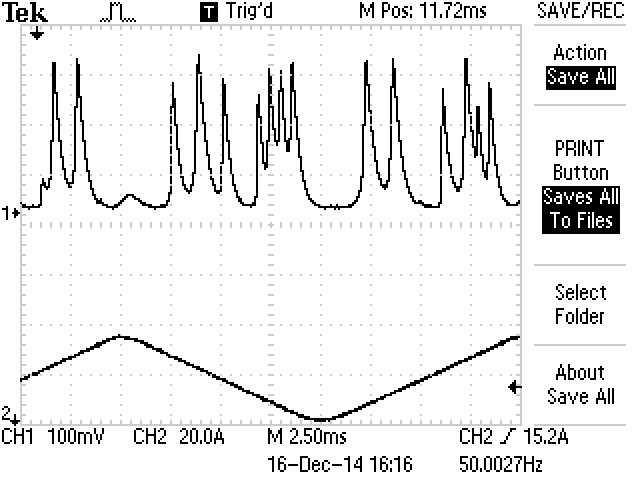 Tek T Trig'd M Pos: 11.72ms SAVE/REC
Action
Save All
PRINT
Button
Saves All
To Files
1
Select
Folder
About
Save All
2
CH1 100mV CH2 20.0A M 2.50ms CH2 / 15.2A
16-Dec-14 16:16 50.0027Hz